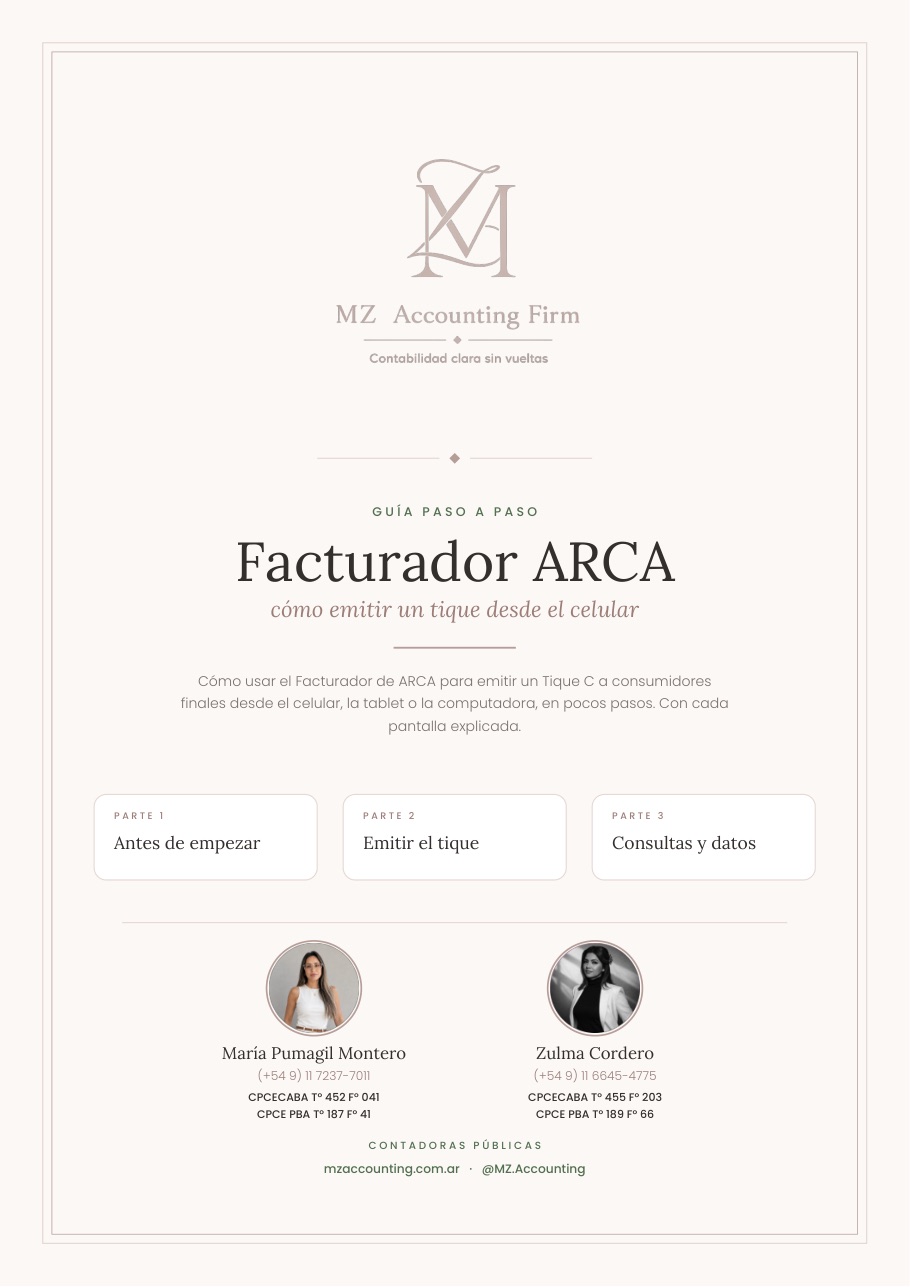 MZ Accounting Firm
Contabilidad clara sin vueltas
GUÍA PASO A PASO
Facturador ARCA
cómo emitir un tique desde el celular
Cómo usar el Facturador de ARCA para emitir un Tique C a consumidores
finales desde el celular, la tablet o la computadora, en pocos pasos. Con cada
pantalla explicada.
PARTE 1
Antes de empezar
PARTE 2
Emitir el tique
PARTE 3
Consultas y datos
María Pumagil Montero
(+54 9) 11 7237-7011
CPCECABA Tº 452 Fº 041
CPCE PBA Tº 187 Fº 41
Zulma Cordero
(+54 9) 11 6645-4775
CPCECABA Tº 455 Fº 203
CPCE PBA Tº 189 Fº 66
CONTADORAS PÚBLICAS
mzaccounting.com.ar · @MZ.Accounting